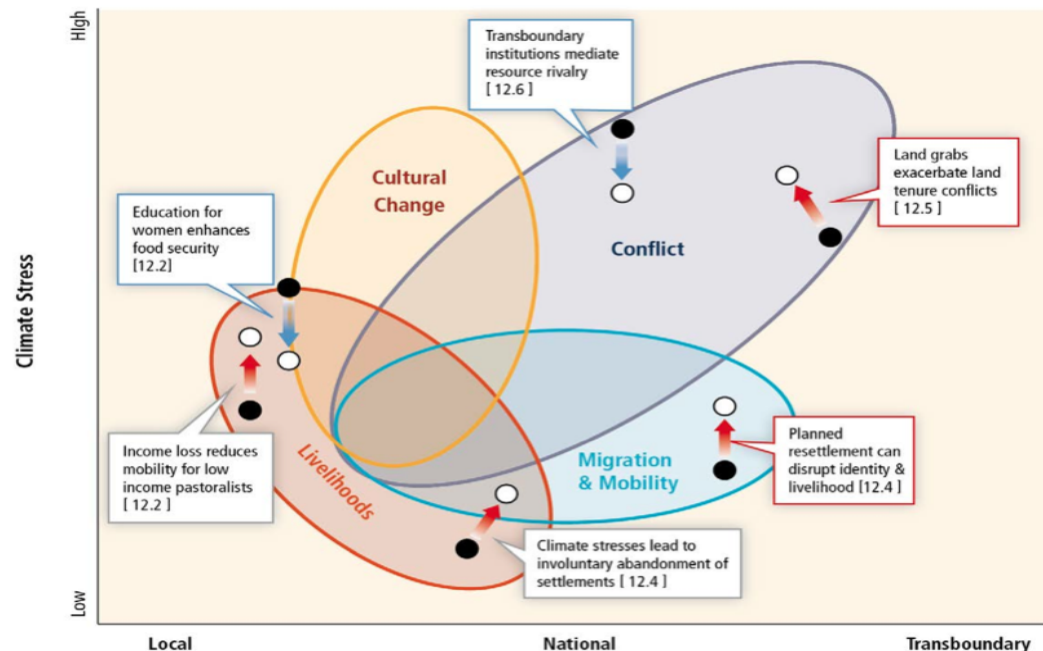 HIgh
Climate Stress
Low
Transboundary
institutions mediate
resource rivalry
[ 12.6 ]
Cultural
Change
Land grabs
exacerbate land
tenure conflicts
[ 12.5 ]
Education for
women enhances
food security
[12.2]
Conflict
Income loss reduces
mobility for low
income pastoralists
[ 12.2 ]
Livelihoods
Migration
& Mobility
Planned
resettlement can
disrupt identity &
livelihood [12.4 ]
Climate stresses lead to
involuntary abandonment of
settlements [ 12.4 ]
Local
National
Transboundary